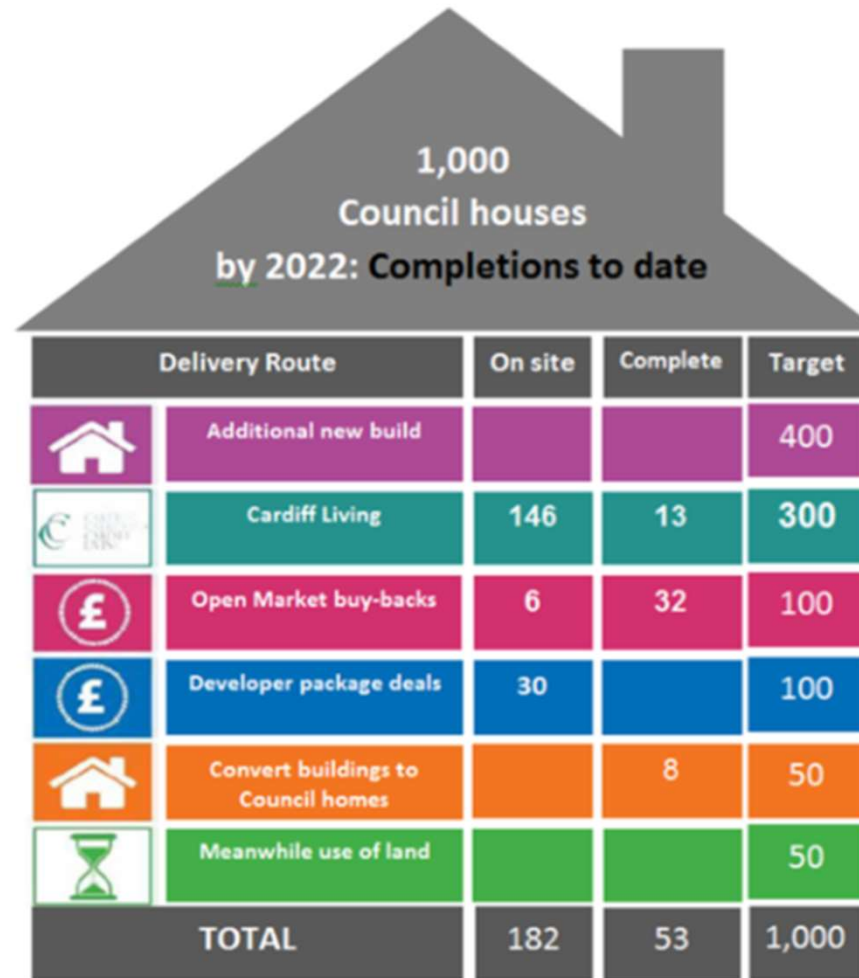 1,000
Council houses
by 2022: Completions to date
Delivery Route On site Complete Target
Additional new build 400
Cardiff Living 146 13 300
£ Open Market buy-backs 6 32 100
£ Developer package deals 30 100
Convert buildings to 8 50
Council homes
Meanwhile use of land 50
TOTAL 182 53 1,000